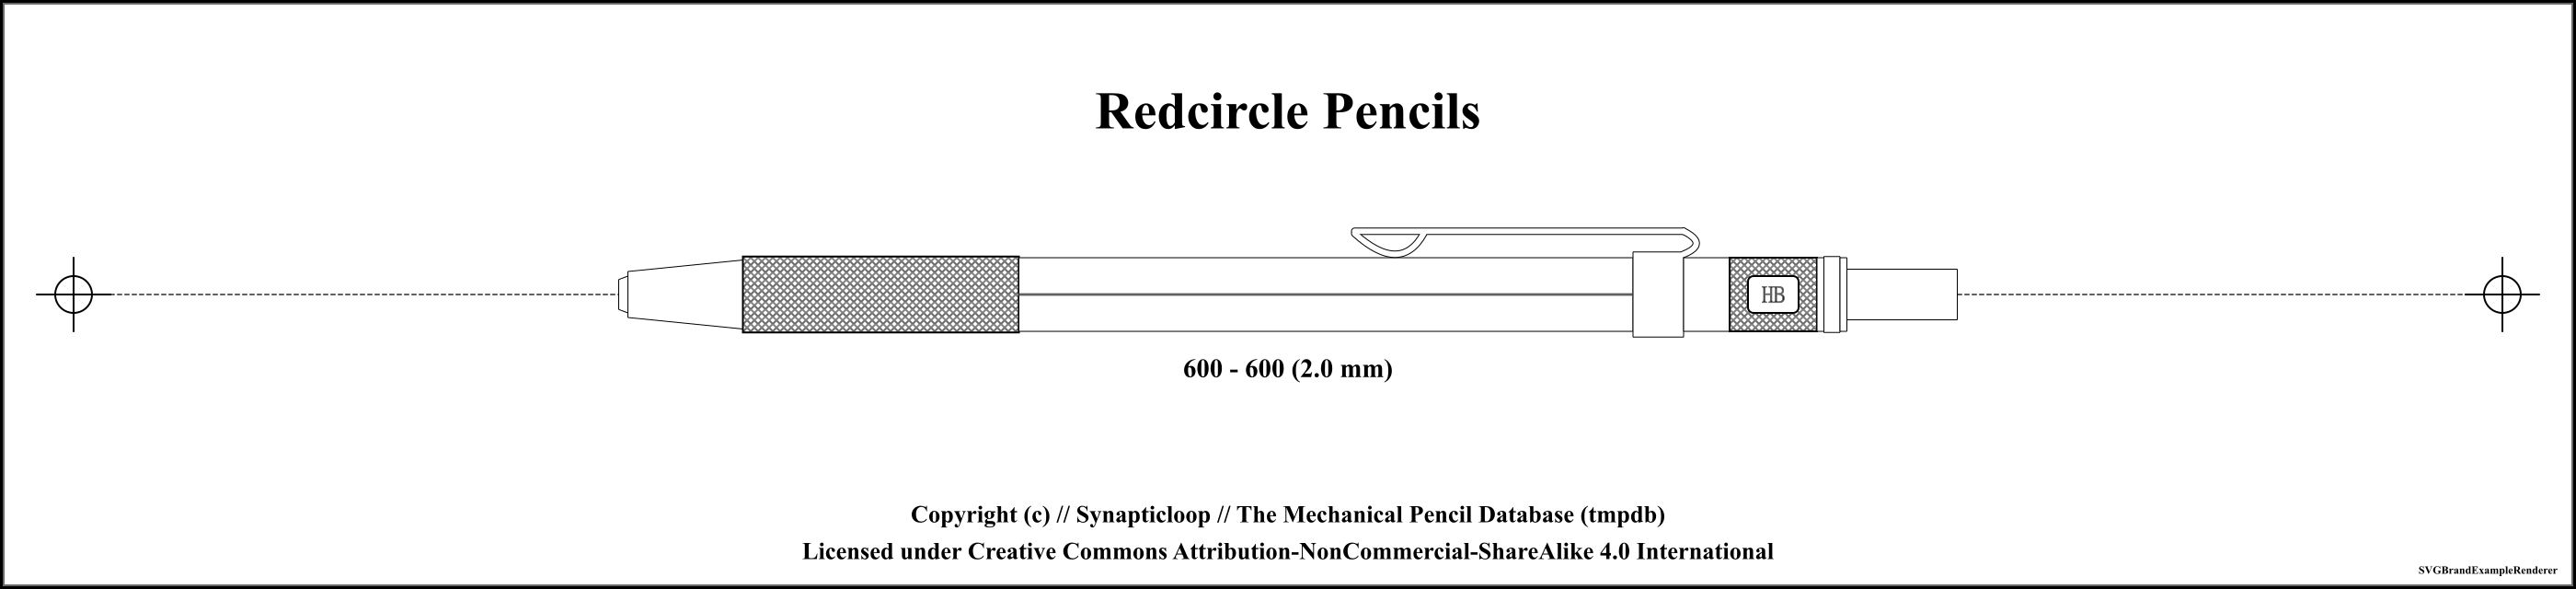 Redcircle Pencils
HB
600 - 600 (2.0 mm)
Copyright (c) // Synapticloop // The Mechanical Pencil Database (tmpdb)
Licensed under Creative Commons Attribution-NonCommercial-ShareAlike 4.0 International
SVGBrandExampleRenderer